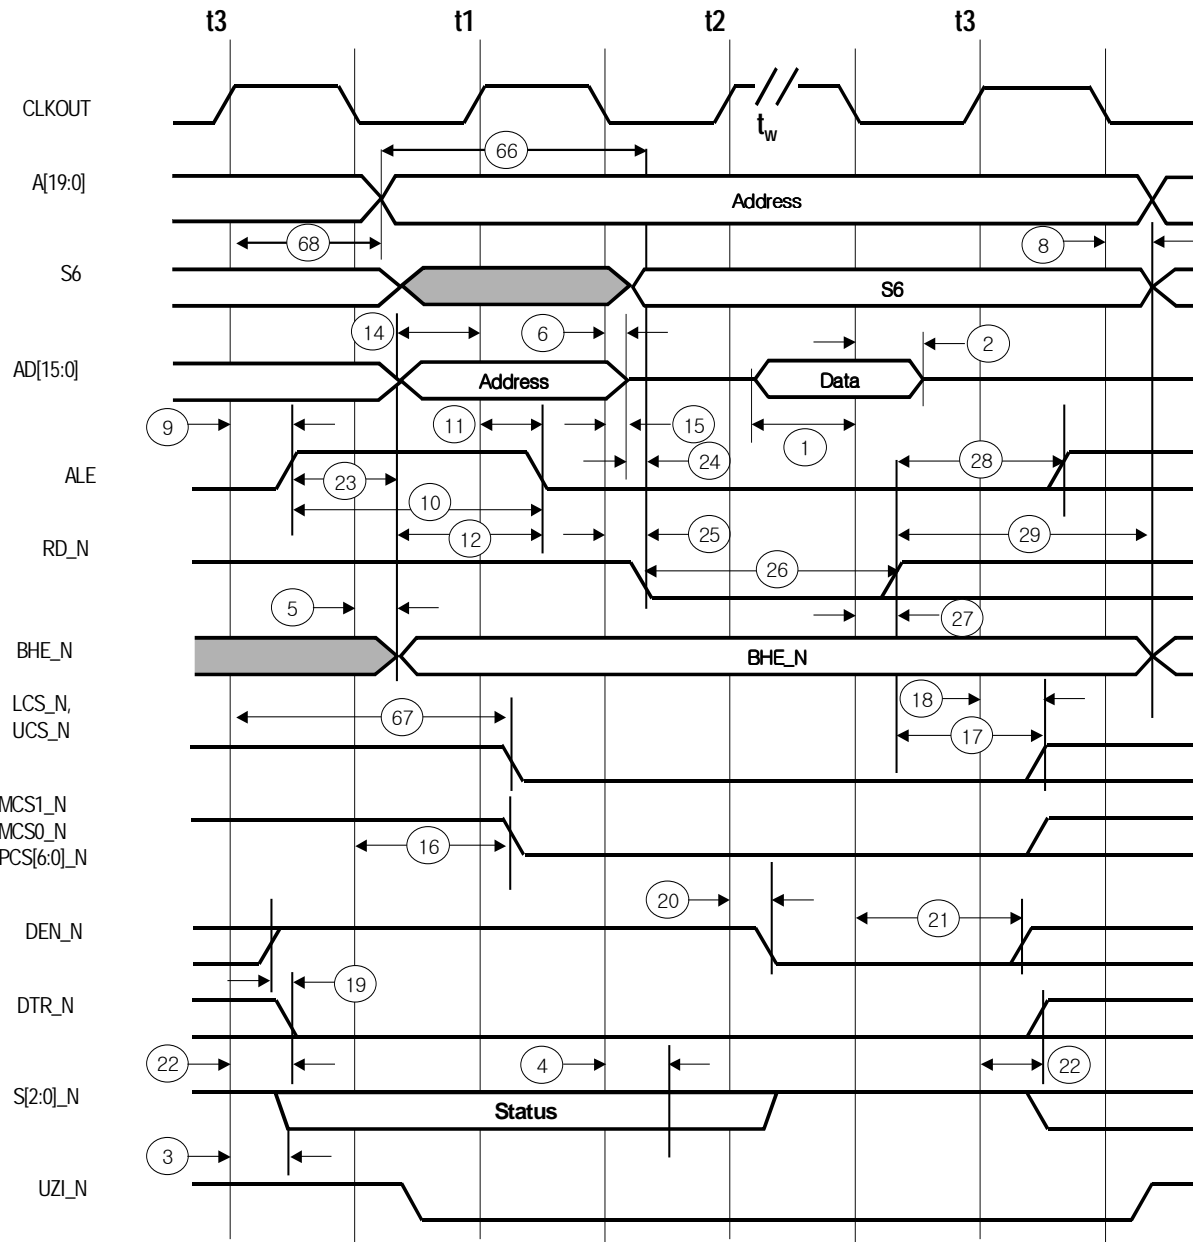 t3 t1 t2 t3
CLKOUT
tw
66
A[19:0]
Address
68
8
S6
S6
14
6
2
AD[15:0]
Address
Data
9
11
15
1
24
28
ALE
23
10
12
25
29
RD_N
26
5
27
BHE_N
BHE_N
LCS_N,
UCS_N
67
18
17
MCS1_N
MCS0_N
PCS[6:0]_N
16
20
21
DEN_N
19
DTR_N
22
4
22
S[2:0]_N
Status
3
UZI_N